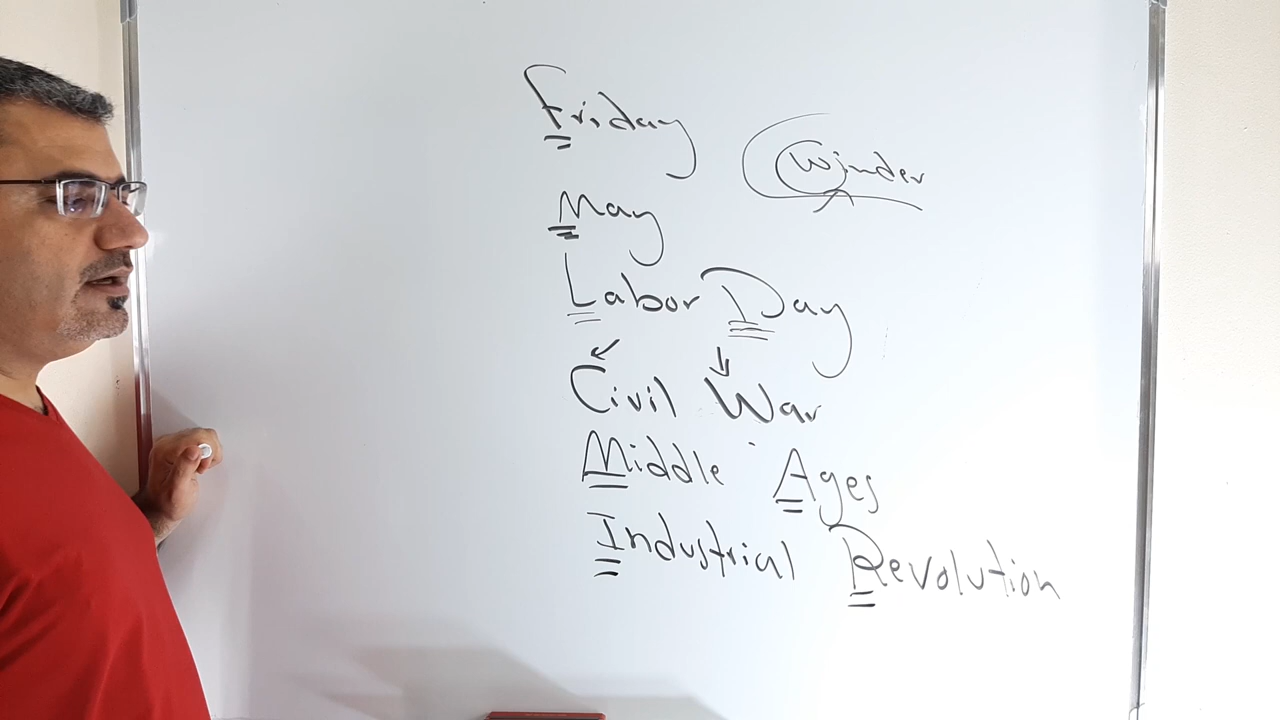 Friday
winder
May
Labor Day
Civil War
Middle Ages
Industrial Revolution